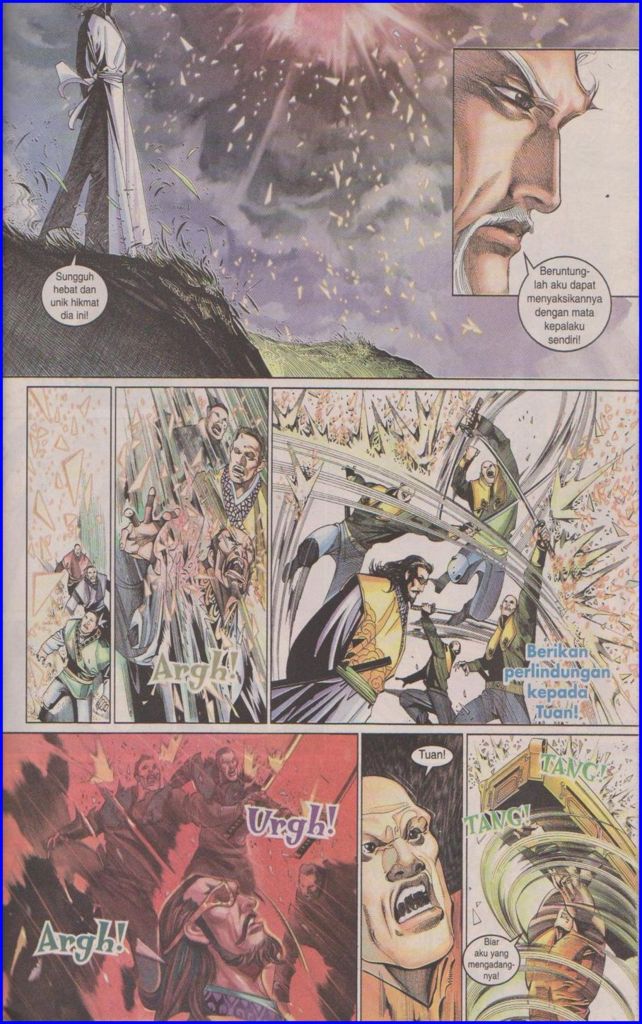 Sungguh
hebat dan
unik hikmat
dia ini!
Beruntung-
lah aku dapat
menyaksikannya
dengan mata
kepalaku
sendiri!
Argh!
Berikan
perlindungan
kepada
Tuan!
Urgh!
Argh!
Tuan!
TANG!
TANG!
Biar
aku yang
mengadang-
nya!